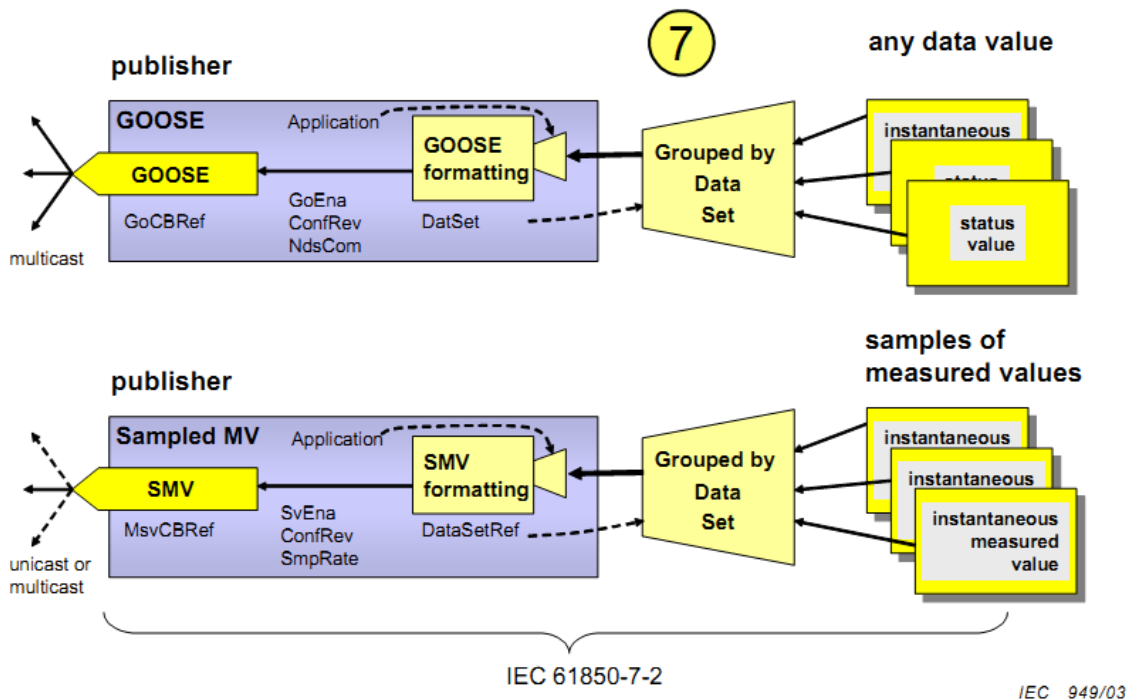 7
any data value
publisher
GOOSE
Application
GOOSE
formatting
GOOSE
GoCBRef
GoEna
ConfRev
NdsCom
DatSet
multicast
Grouped by
Data
Set
instantaneous
status
status
value
samples of
measured values
publisher
Sampled MV
Application
SMV
formatting
SMV
MsvCBRef
SvEna
ConfRev
SmpRate
DataSetRef
unicast or
multicast
Grouped by
Data
Set
instantaneous
instantaneous
instantaneous
measured
value
IEC 61850-7-2
IEC 949/03